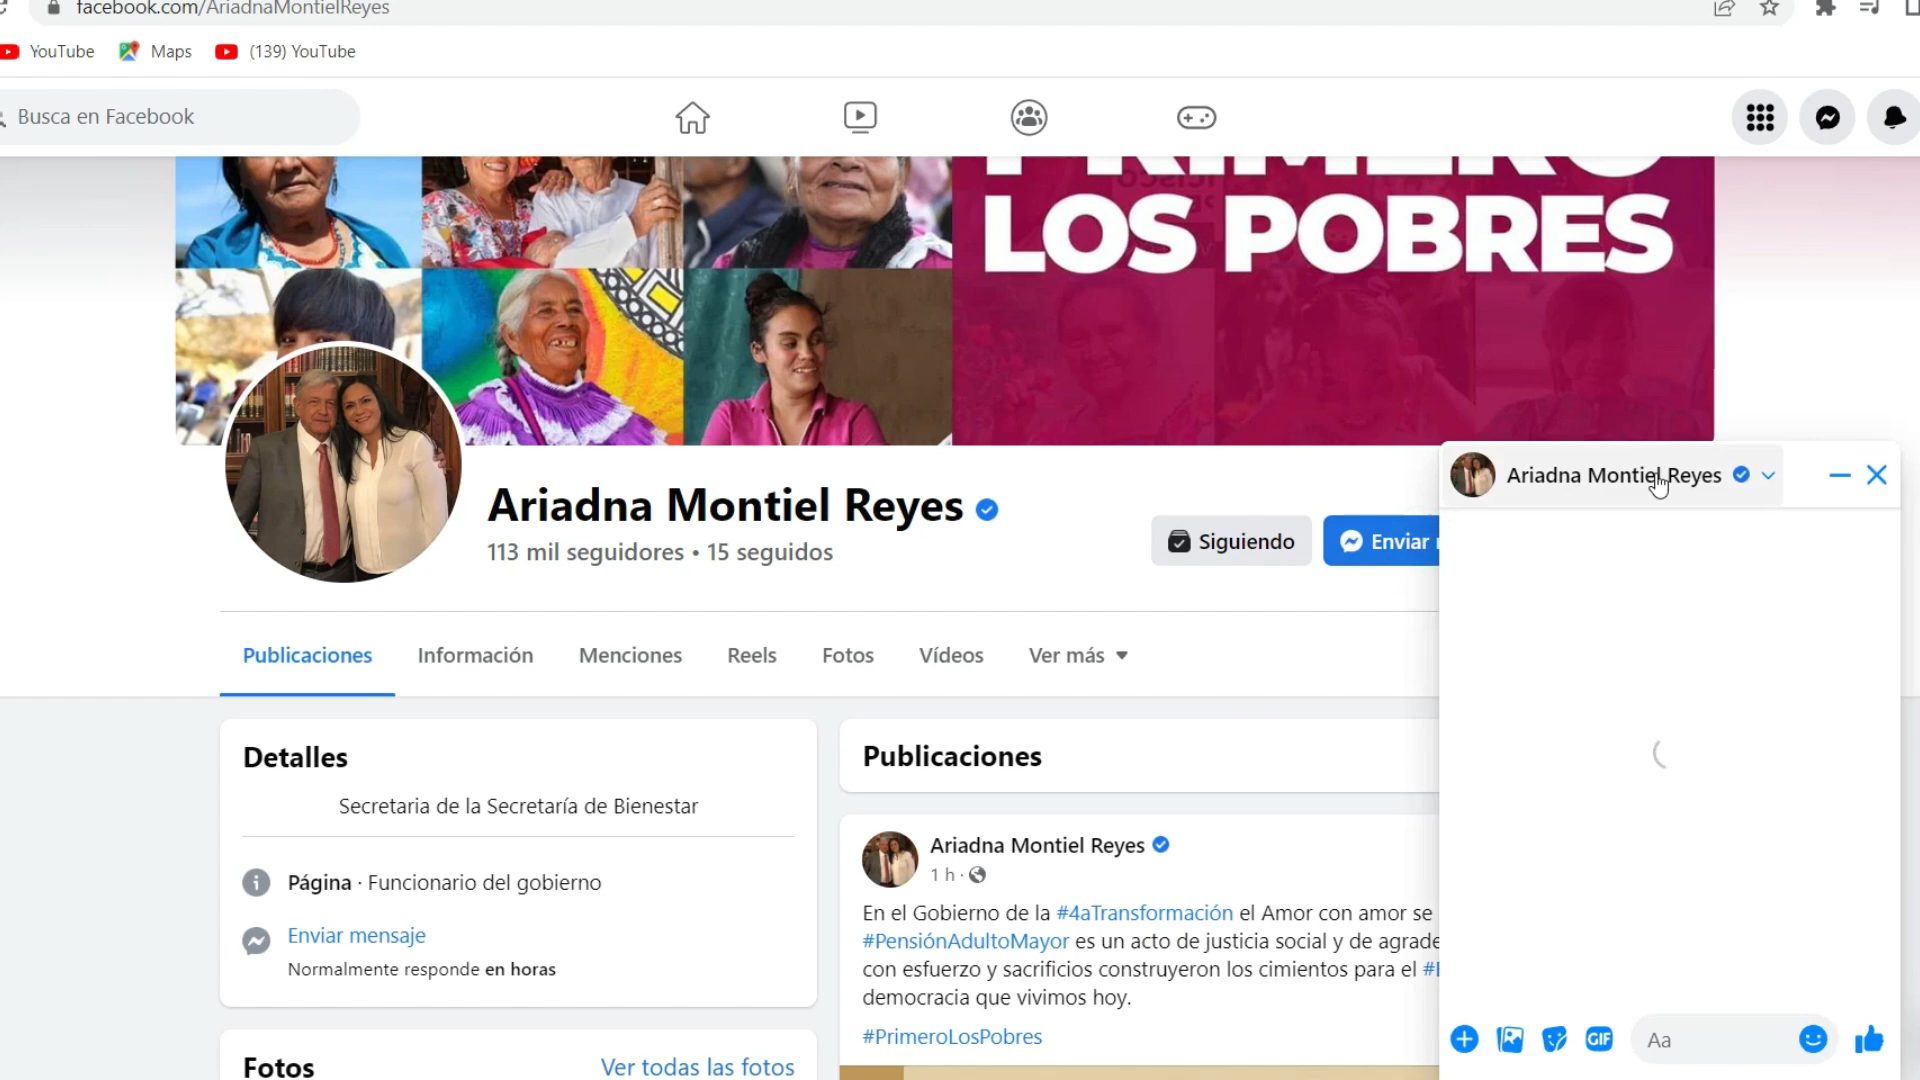 facebook.com/AriadnaMontielReyes
YouTube
Maps
(139) YouTube
Busca en Facebook
PRIMERO
LOS POBRES
Ariadna Montiel Reyes
113 mil seguidores • 15 seguidos
Siguiendo
Enviar
Ariadna Montiel Reyes
Publicaciones
Información
Menciones
Reels
Fotos
Vídeos
Ver más
Detalles
Secretaria de la Secretaría de Bienestar
Página · Funcionario del gobierno
Enviar mensaje
Normalmente responde en horas
Fotos
Ver todas las fotos
Publicaciones
Ariadna Montiel Reyes
1 h ·
En el Gobierno de la #4aTransformación el Amor con amor se
#PensiónAdultoMayor es un acto de justicia social y de agrade
con esfuerzo y sacrificios construyeron los cimientos para el
democracia que vivimos hoy.
#PrimeroLosPobres
GIF
Aa